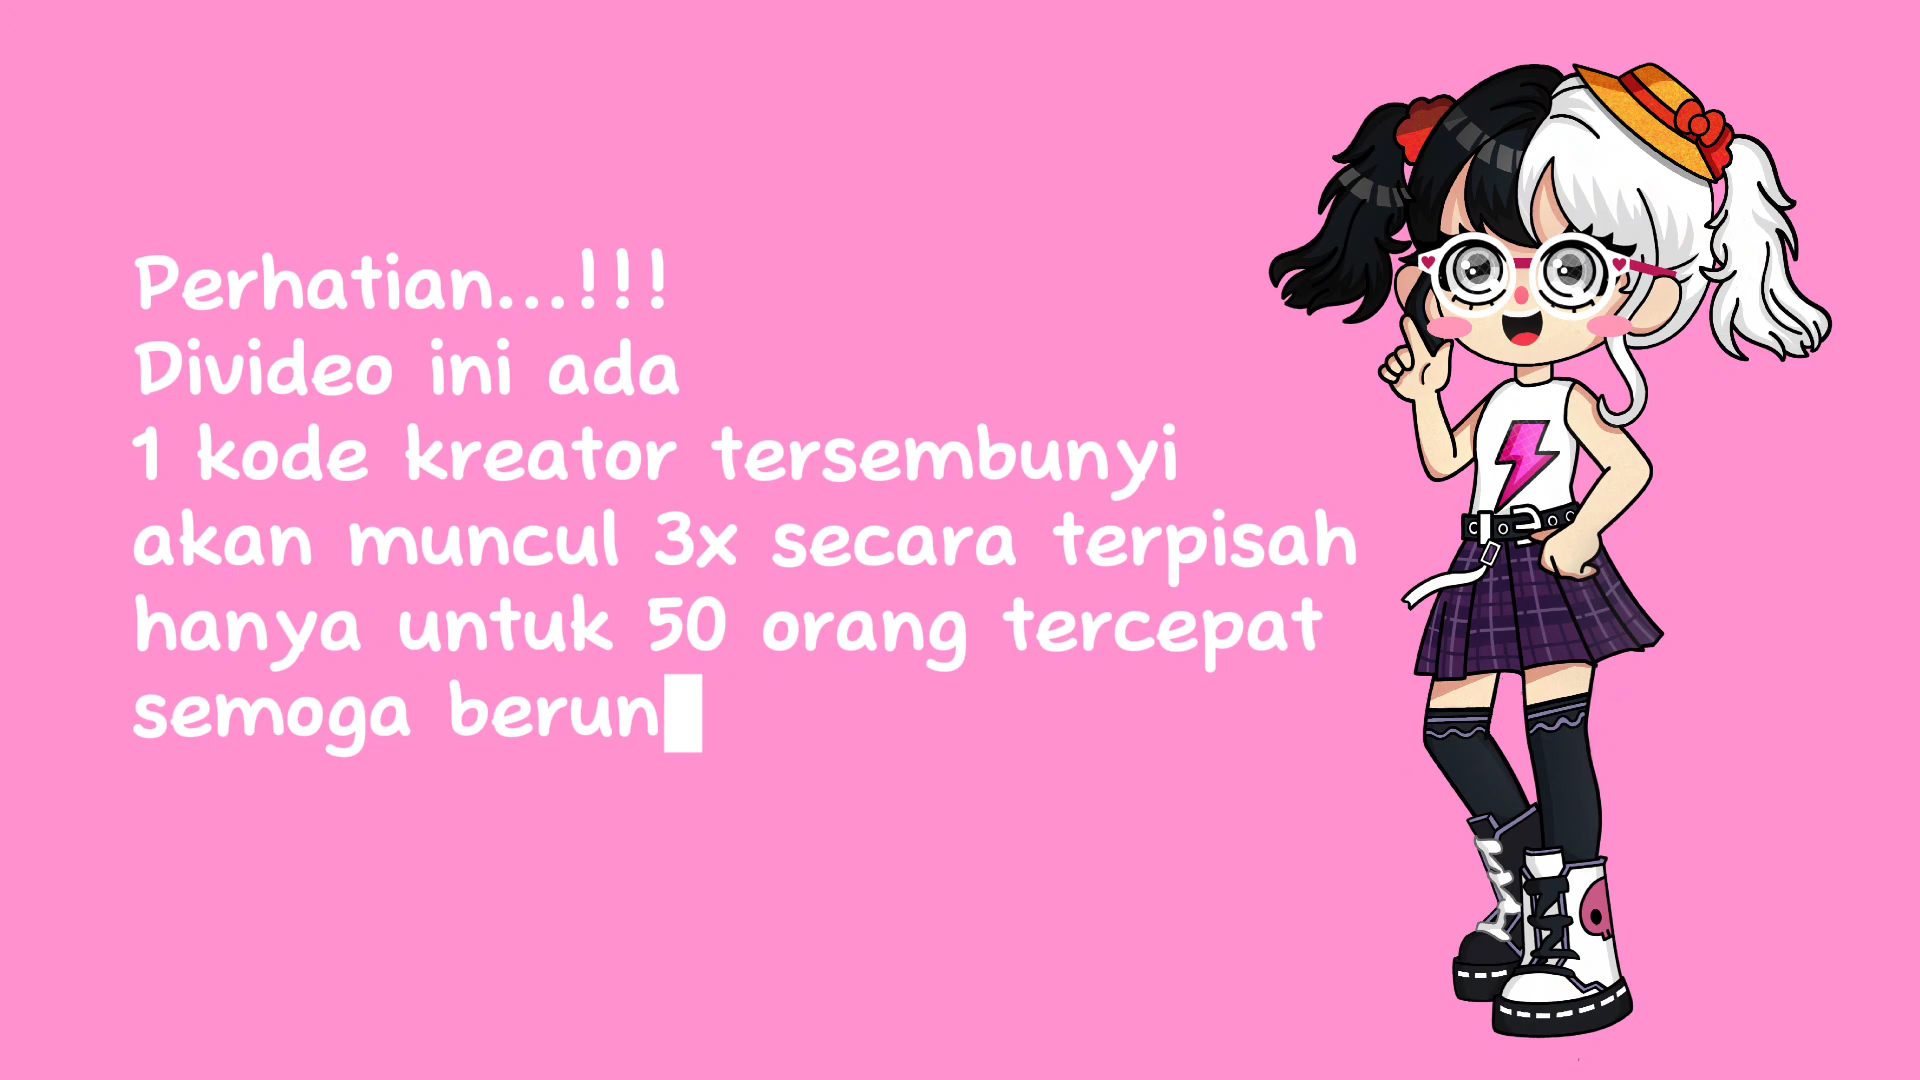 Perhatian...!!!
Divideo ini ada
1 kode kreator tersembunyi
akan muncul 3x secara terpisah
hanya untuk 50 orang tercepat
semoga berun